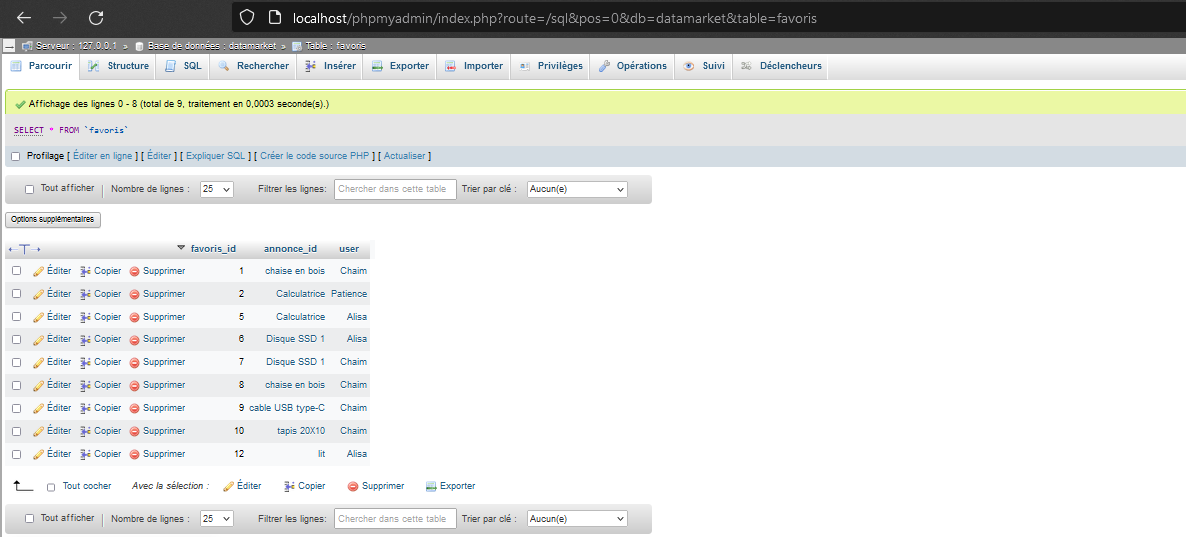 localhost/phpmyadmin/index.php?route=/sql&pos=0&db=datamarket&table=favoris
Serveur : 127.0.0.1 » Base de données : datamarket » Table : favoris
Parcourir Structure SQL Rechercher Insérer Exporter Importer Privilèges Opérations Suivi Déclencheurs
Affichage des lignes 0 - 8 (total de 9, traitement en 0,0003 seconde(s).)
SELECT * FROM `favoris`
Profilage [ Éditer en ligne ] [ Éditer ] [ Expliquer SQL ] [ Créer le code source PHP ] [ Actualiser ]
Tout afficher Nombre de lignes : 25 Filtrer les lignes: Chercher dans cette table Trier par clé : Aucun(e)
Options supplémentaires
favoris_id annonce_id user
Éditer Copier Supprimer 1 chaise en bois Chaim
Éditer Copier Supprimer 2 Calculatrice Patience
Éditer Copier Supprimer 5 Calculatrice Alisa
Éditer Copier Supprimer 6 Disque SSD 1 Alisa
Éditer Copier Supprimer 7 Disque SSD 1 Chaim
Éditer Copier Supprimer 8 chaise en bois Chaim
Éditer Copier Supprimer 9 cable USB type-C Chaim
Éditer Copier Supprimer 10 tapis 20X10 Chaim
Éditer Copier Supprimer 12 lit Alisa
Tout cocher Avec la sélection : Éditer Copier Supprimer Exporter
Tout afficher Nombre de lignes : 25 Filtrer les lignes: Chercher dans cette table Trier par clé : Aucun(e)